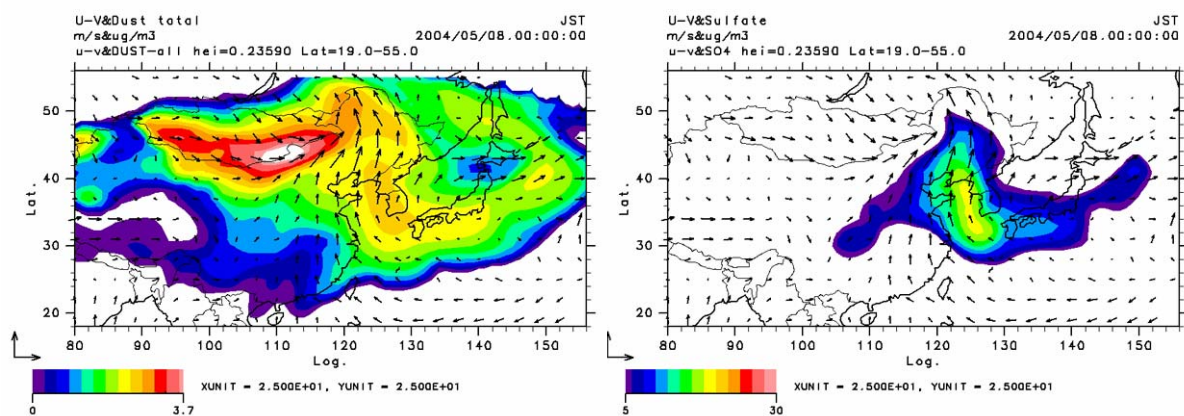 U-V&Dust total JST
m/s&ug/m3 2004/05/08.00:00:00
u-v&DUST-all hei=0.23590 Lat=19.0-55.0
50
40
30
20
Lat.
80 90 100 110 120 130 140 150
Log.
XUNIT = 2.500E+01, YUNIT = 2.500E+01
0 3.7
U-V&Sulfate JST
m/s&ug/m3 2004/05/08.00:00:00
u-v&SO4 hei=0.23590 Lat=19.0-55.0
50
40
30
20
Lat.
80 90 100 110 120 130 140 150
Log.
XUNIT = 2.500E+01, YUNIT = 2.500E+01
5 30